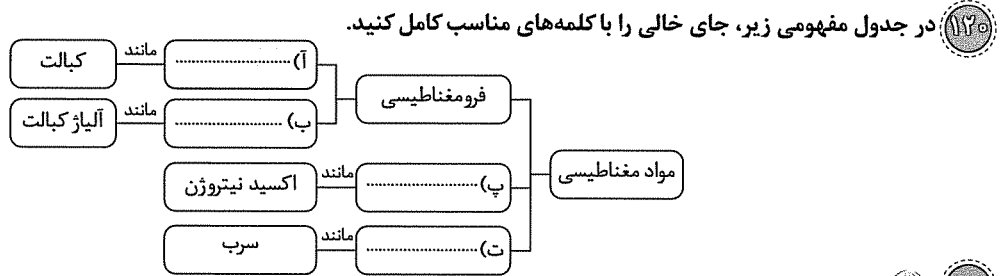 ۱۲۰ در جدول مفهومی زیر، جای خالی را با کلمه‌های مناسب کامل کنید.
مواد مغناطیسی
فرومغناطیسی
آ) ........................... مانند کبالت
ب) ........................... مانند آلیاژ کبالت
پ) ........................... مانند اکسید نیتروژن
ت) ........................... مانند سرب